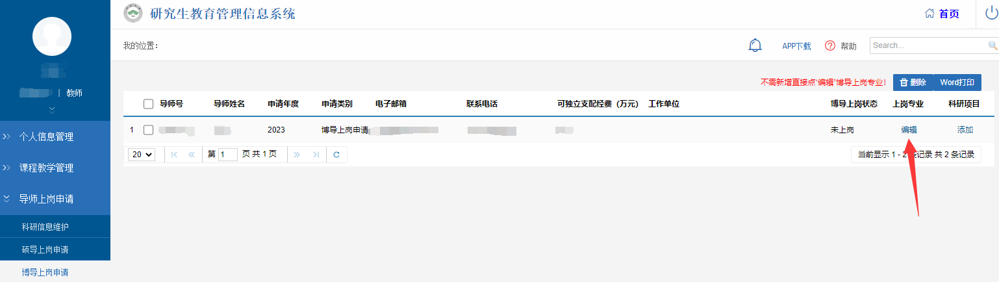 研究生教育管理信息系统
首页
教师
我的位置：
APP下载
帮助
Search...
不需新增直接点“编辑”博导上岗专业！
删除
Word打印
导师号 导师姓名 申请年度 申请类别 电子邮箱 联系电话 可独立支配经费（万元） 工作单位 博导上岗状态 上岗专业 科研项目
1 2023 博导上岗申请 未上岗 编辑 添加
20 第 1 页 共 1 页
当前显示 1 - 2 条记录 共 2 条记录
个人信息管理
课程教学管理
导师上岗申请
科研信息维护
硕导上岗申请
博导上岗申请